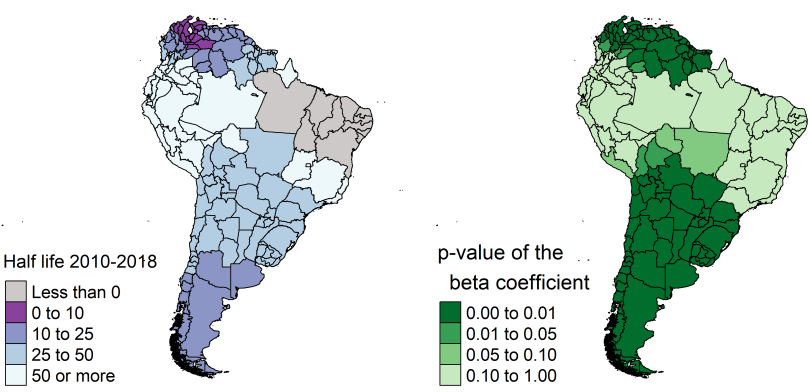 Half life 2010-2018
Less than 0
0 to 10
10 to 25
25 to 50
50 or more
p-value of the
beta coefficient
0.00 to 0.01
0.01 to 0.05
0.05 to 0.10
0.10 to 1.00